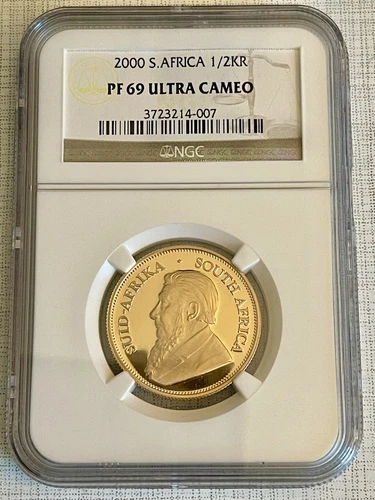 2000 S.AFRICA 1/2KR
PF 69 ULTRA CAMEO
3723214-007
NGC
SUID-AFRIKA · SOUTH AFRICA